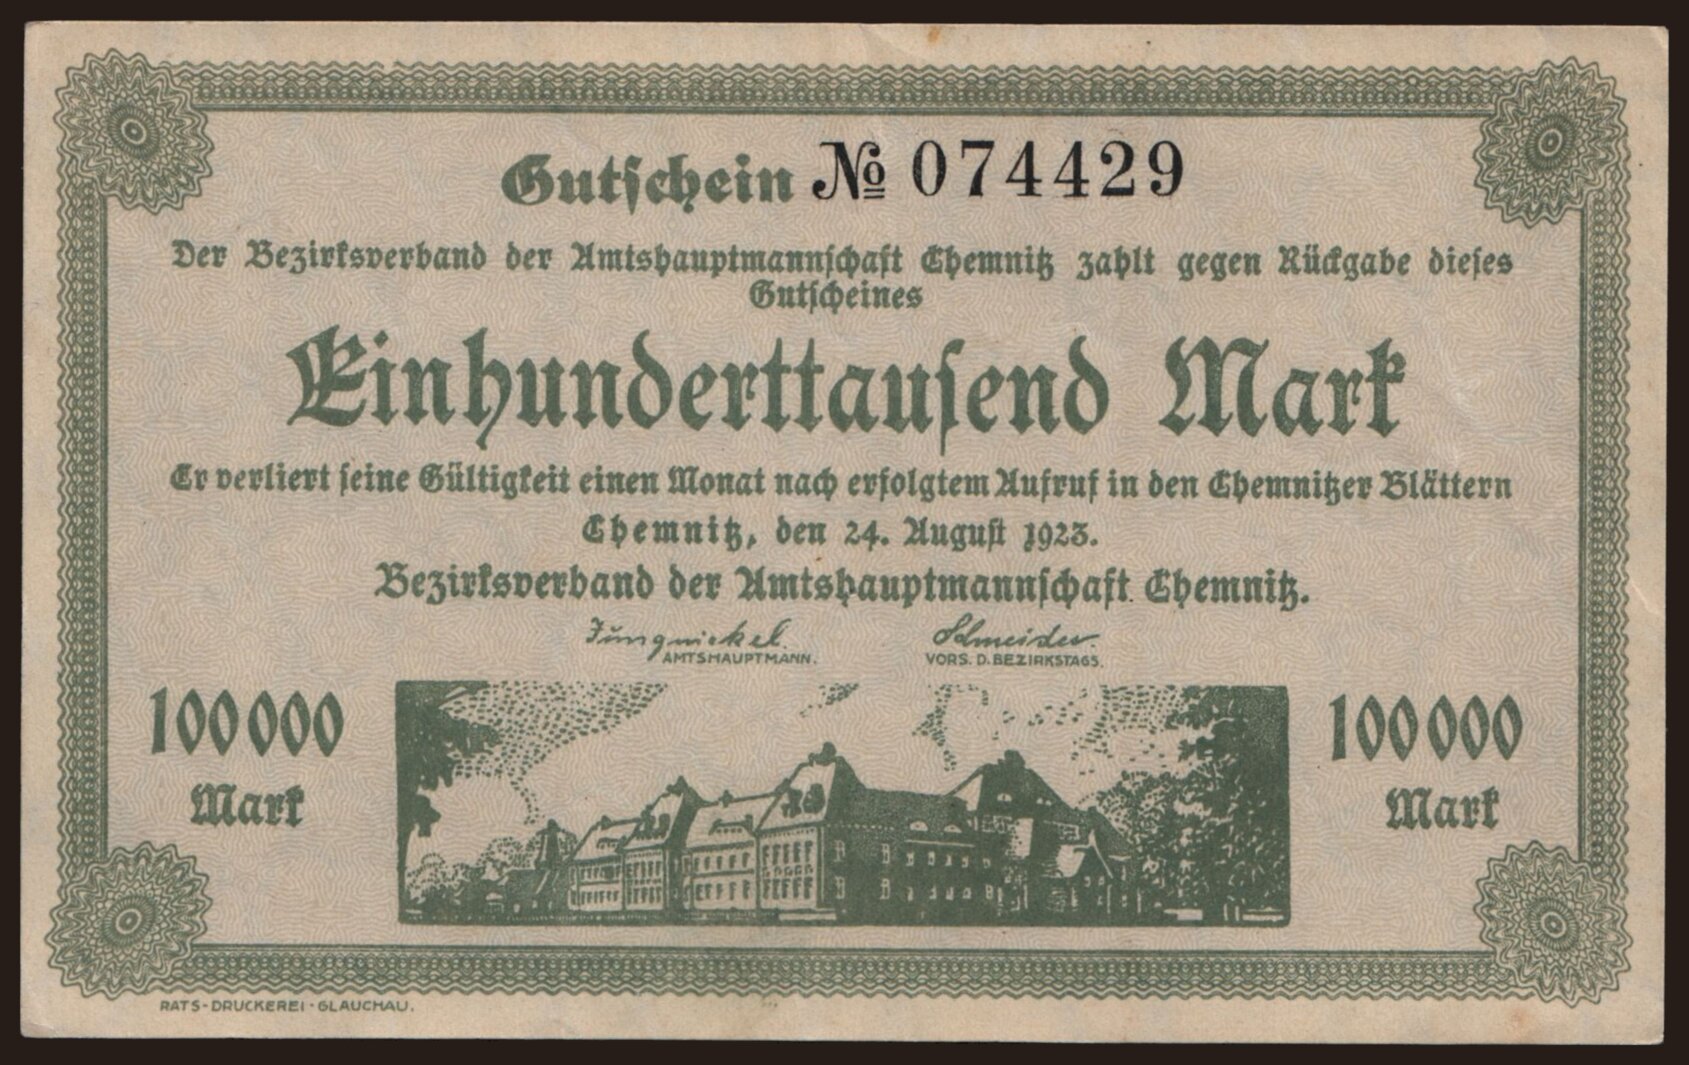 Gutschein № 074429
Der Bezirksverband der Amtshauptmannschaft Chemnitz zahlt gegen Rückgabe dieses
Gutscheines
Einhunderttausend Mark
Er verliert seine Gültigkeit einen Monat nach erfolgtem Aufruf in den Chemnitzer Blättern
Chemnitz, den 24. August 1923.
Bezirksverband der Amtshauptmannschaft Chemnitz.
Jungnickel. Schneider.
AMTSHAUPTMANN. VORS. D. BEZIRKSTAGS.
100000 100000
Mark Mark
RATS-DRUCKEREI · GLAUCHAU.